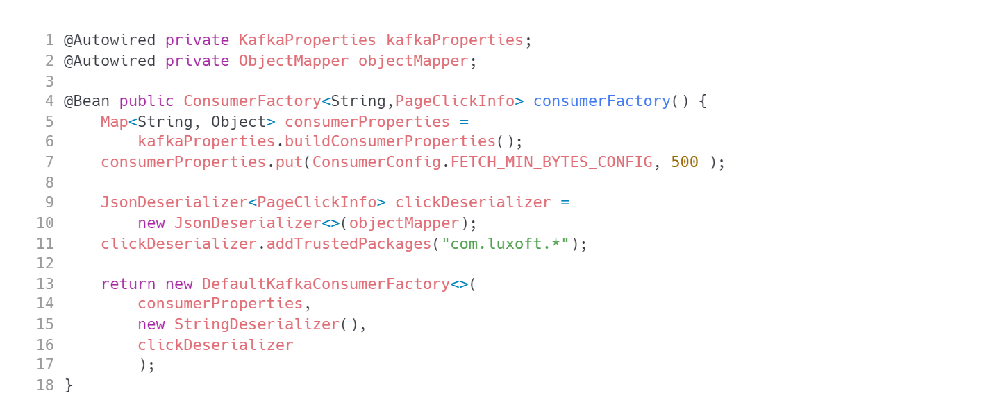 1 @Autowired private KafkaProperties kafkaProperties;
2 @Autowired private ObjectMapper objectMapper;
3
4 @Bean public ConsumerFactory<String,PageClickInfo> consumerFactory() {
5     Map<String, Object> consumerProperties =
6         kafkaProperties.buildConsumerProperties();
7     consumerProperties.put(ConsumerConfig.FETCH_MIN_BYTES_CONFIG, 500 );
8
9     JsonDeserializer<PageClickInfo> clickDeserializer =
10         new JsonDeserializer<>(objectMapper);
11     clickDeserializer.addTrustedPackages("com.luxoft.*");
12
13     return new DefaultKafkaConsumerFactory<>(
14         consumerProperties,
15         new StringDeserializer(),
16         clickDeserializer
17         );
18 }